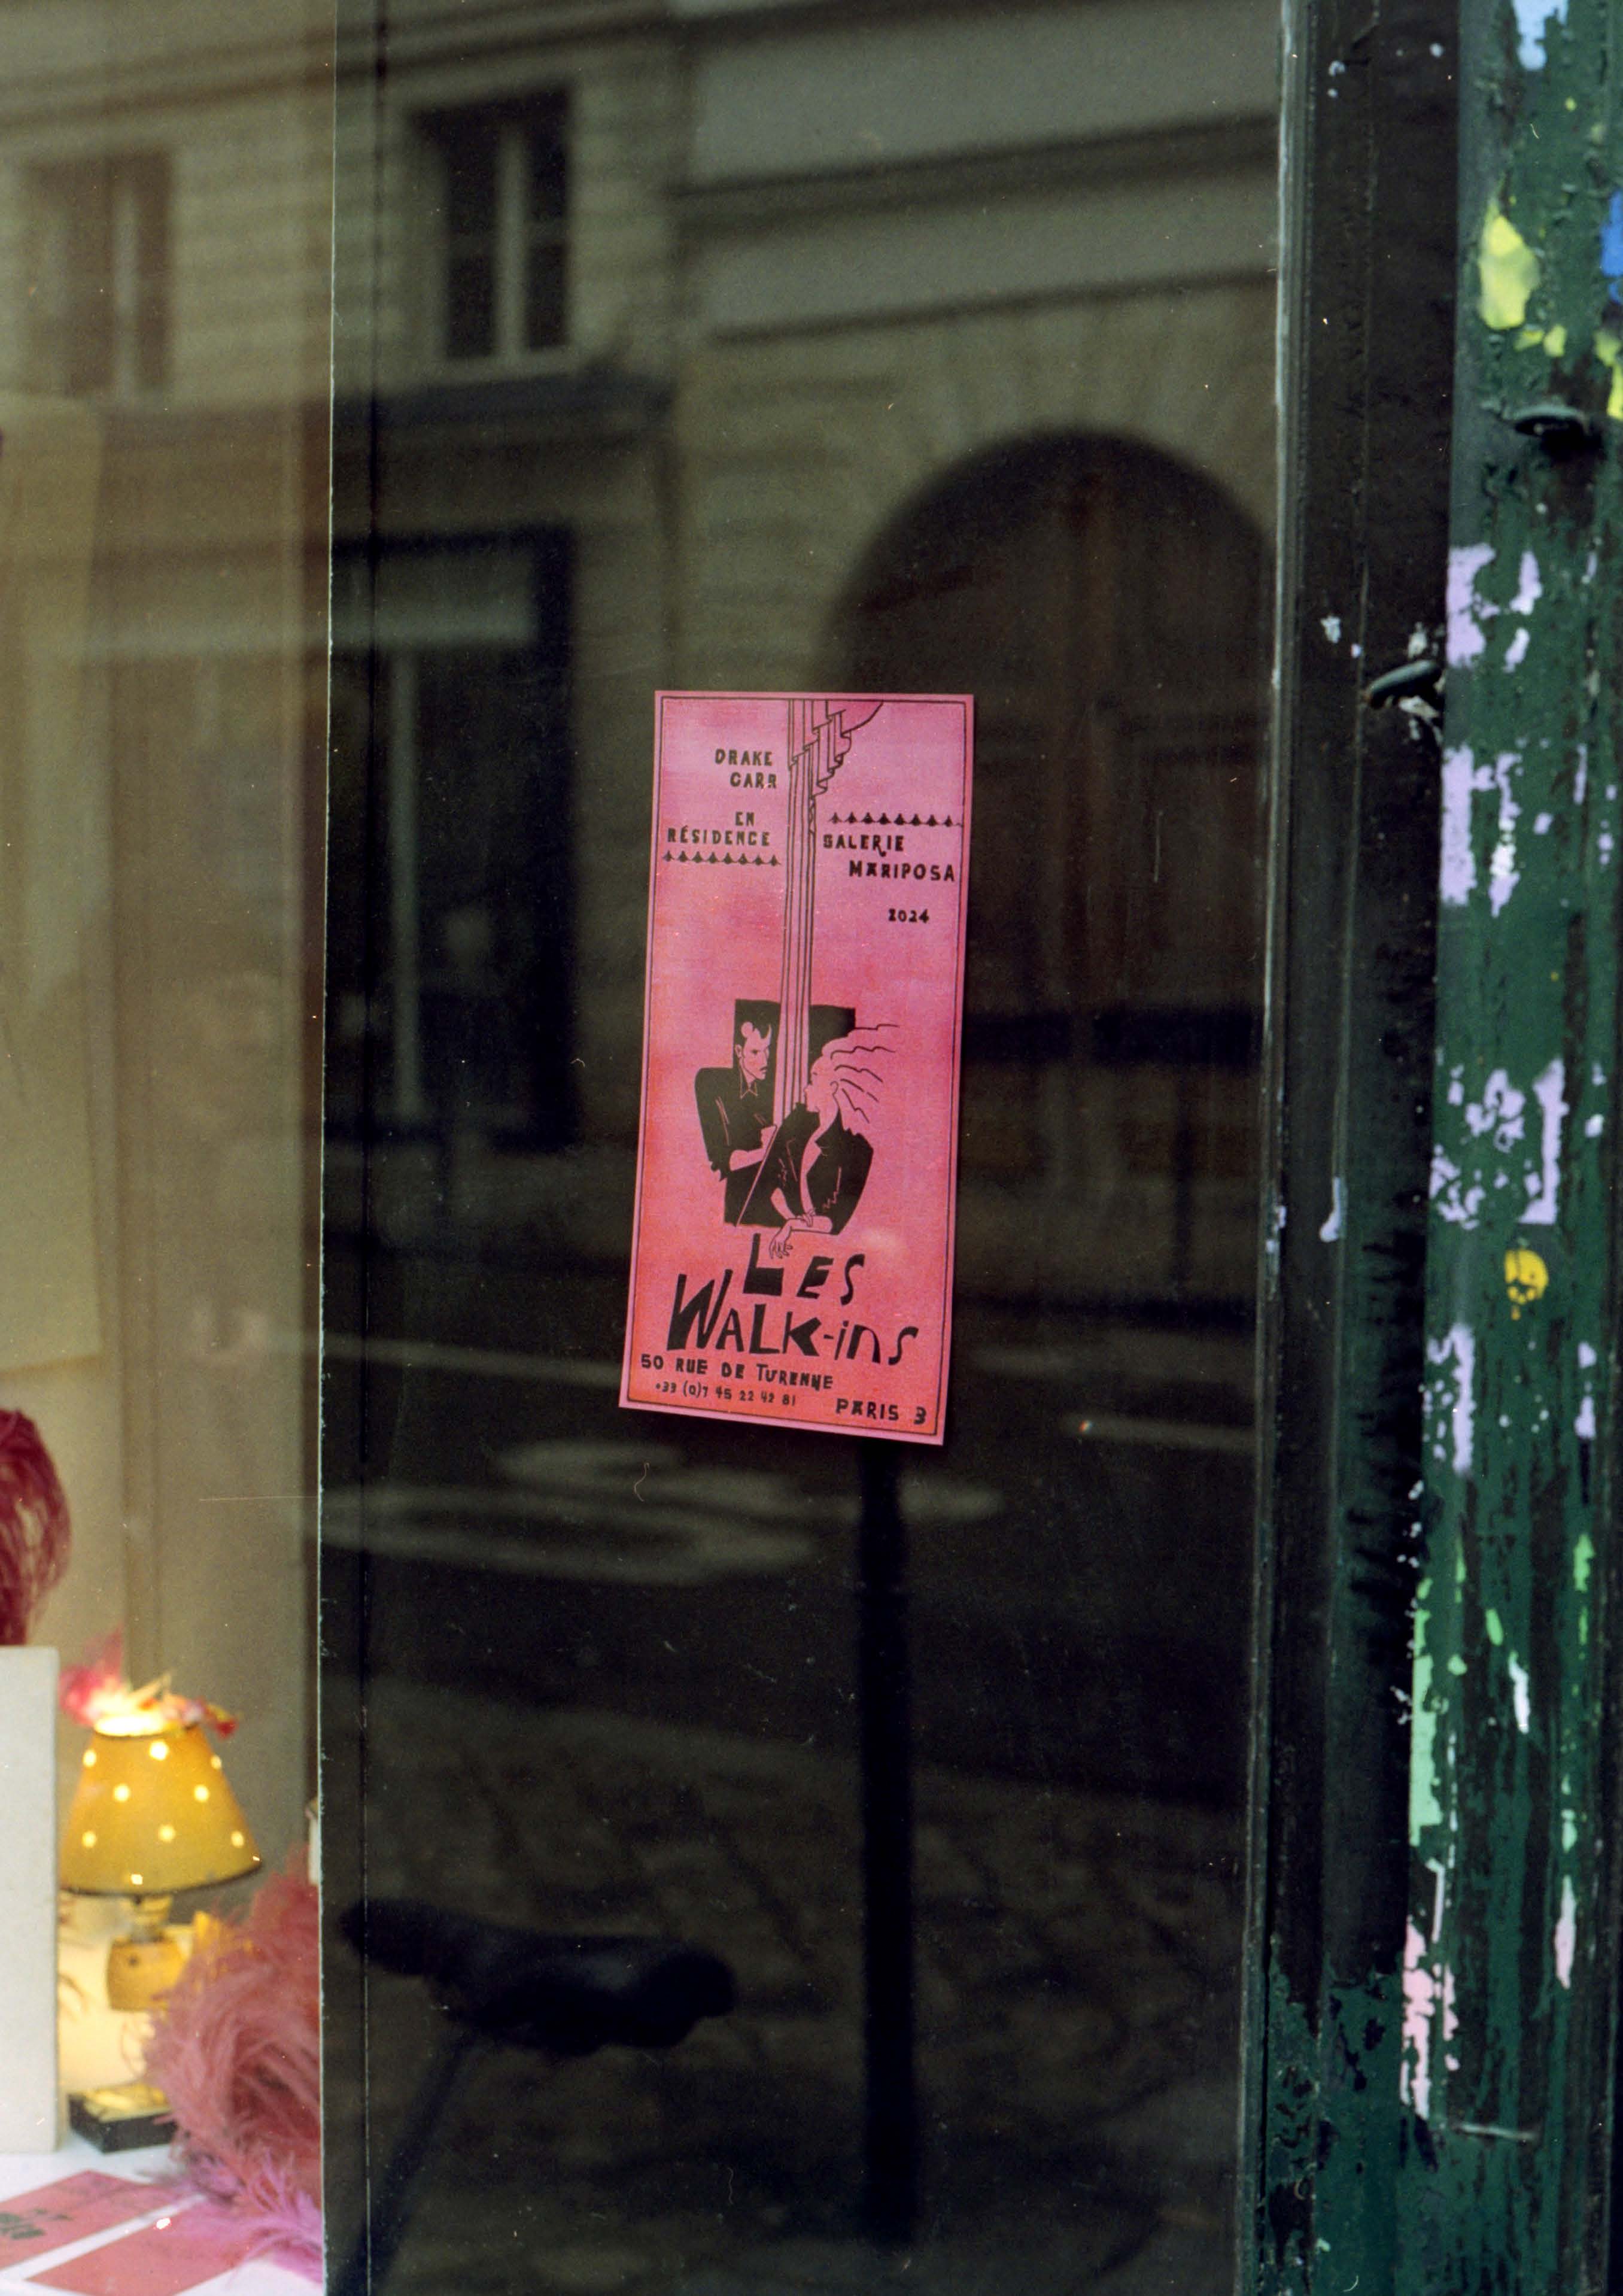 DRAKE
CARR
EN
RÉSIDENCE
GALERIE
MARIPOSA
2024
LES
WALK-ins
50 RUE DE TURENNE
+33 (0)7 45 22 42 81
PARIS 3